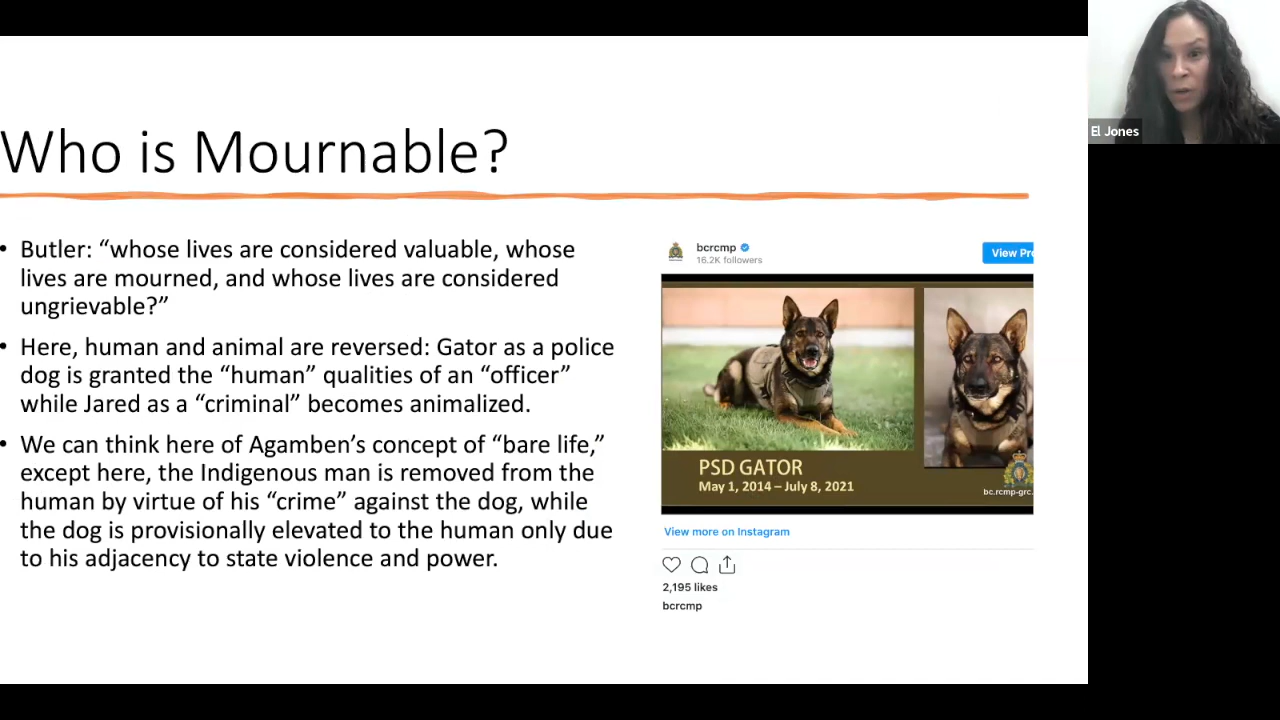 El Jones
Who is Mournable?
• Butler: “whose lives are considered valuable, whose
lives are mourned, and whose lives are considered
ungrievable?”
• Here, human and animal are reversed: Gator as a police
dog is granted the “human” qualities of an “officer”
while Jared as a “criminal” becomes animalized.
• We can think here of Agamben’s concept of “bare life,”
except here, the Indigenous man is removed from the
human by virtue of his “crime” against the dog, while
the dog is provisionally elevated to the human only due
to his adjacency to state violence and power.
bcrcmp
16.2K followers
View Pro
PSD GATOR
May 1, 2014 – July 8, 2021
bc.rcmp-grc.
View more on Instagram
2,195 likes
bcrcmp